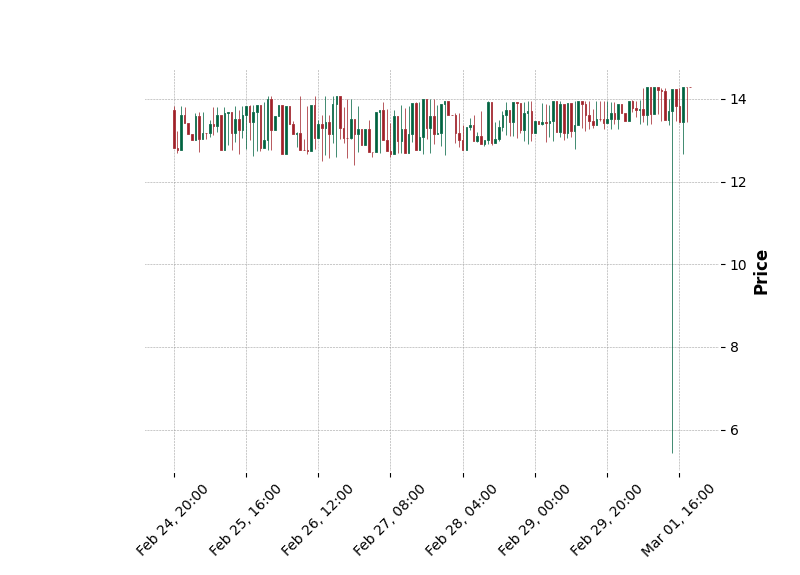 14
12
10
8
6
Price
Feb 24, 20:00
Feb 25, 16:00
Feb 26, 12:00
Feb 27, 08:00
Feb 28, 04:00
Feb 29, 00:00
Feb 29, 20:00
Mar 01, 16:00